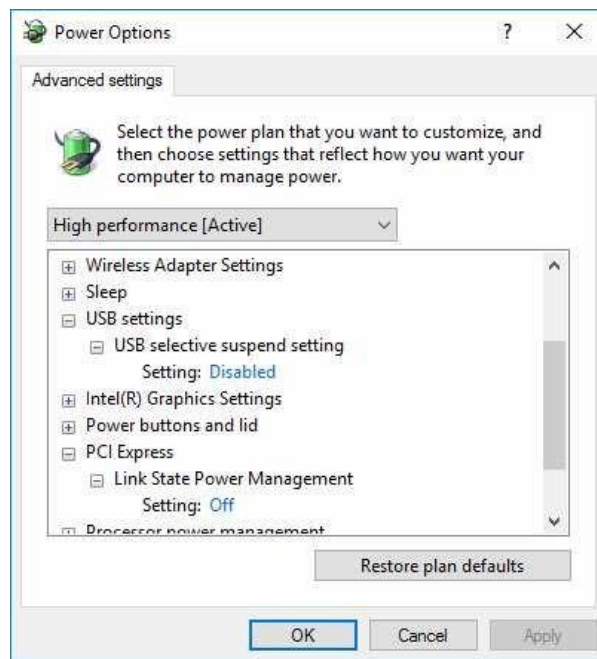 Power Options
?
Advanced settings
Select the power plan that you want to customize, and
then choose settings that reflect how you want your
computer to manage power.
High performance [Active]
Wireless Adapter Settings
Sleep
USB settings
USB selective suspend setting
Setting: Disabled
Intel(R) Graphics Settings
Power buttons and lid
PCI Express
Link State Power Management
Setting: Off
Processor power management
Restore plan defaults
OK Cancel Apply